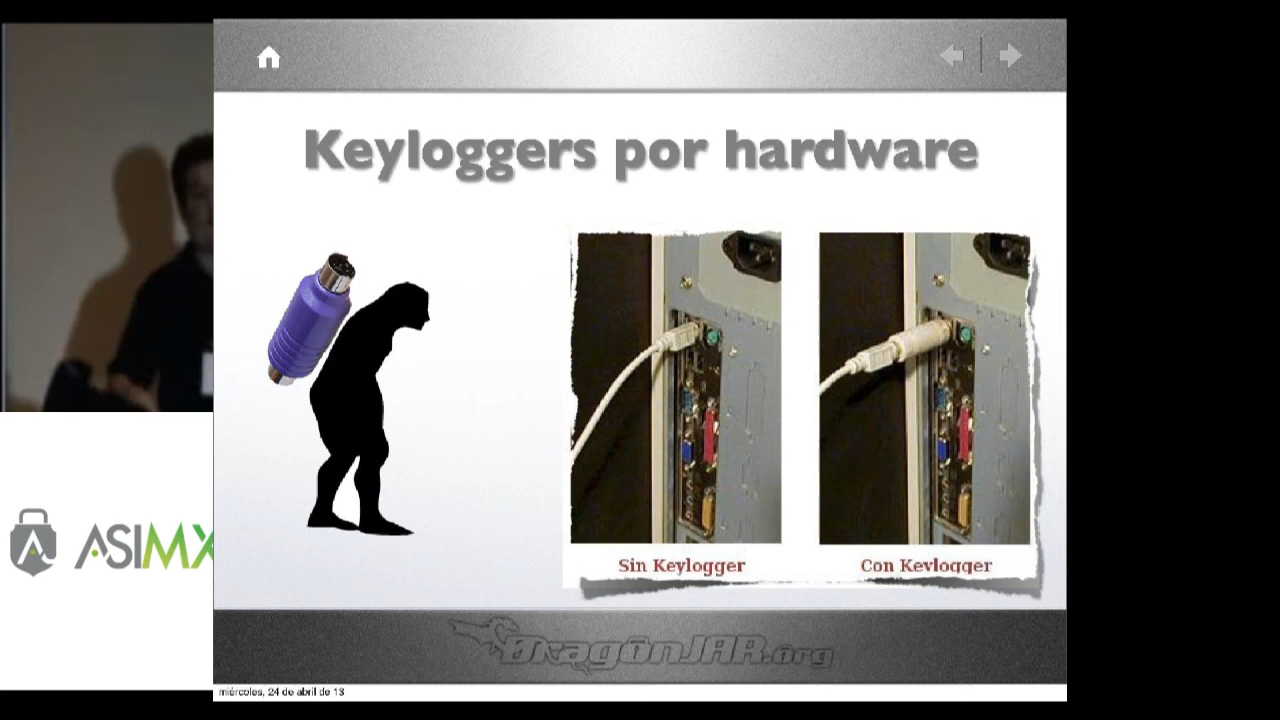 Keyloggers por hardware
Sin Keylogger
Con Keylogger
ASIMX
DragonJAR.org
miércoles, 24 de abril de 13